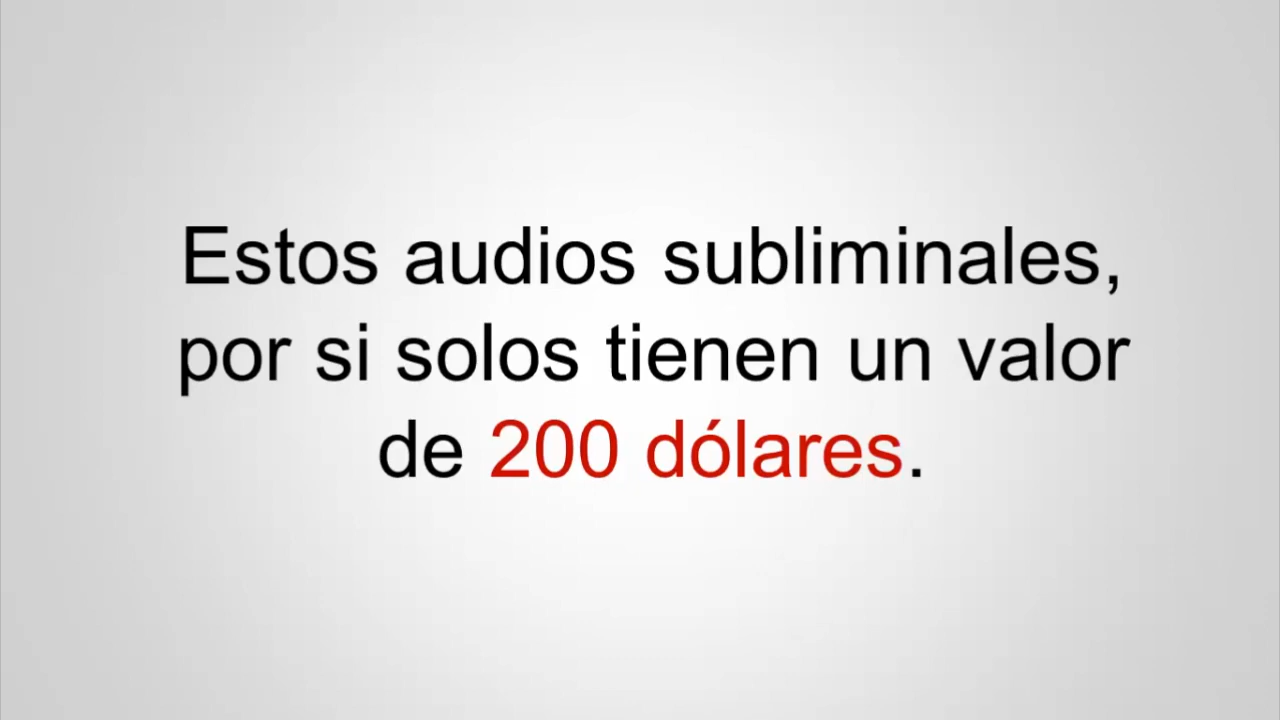 Estos audios subliminales,
por si solos tienen un valor
de 200 dólares.